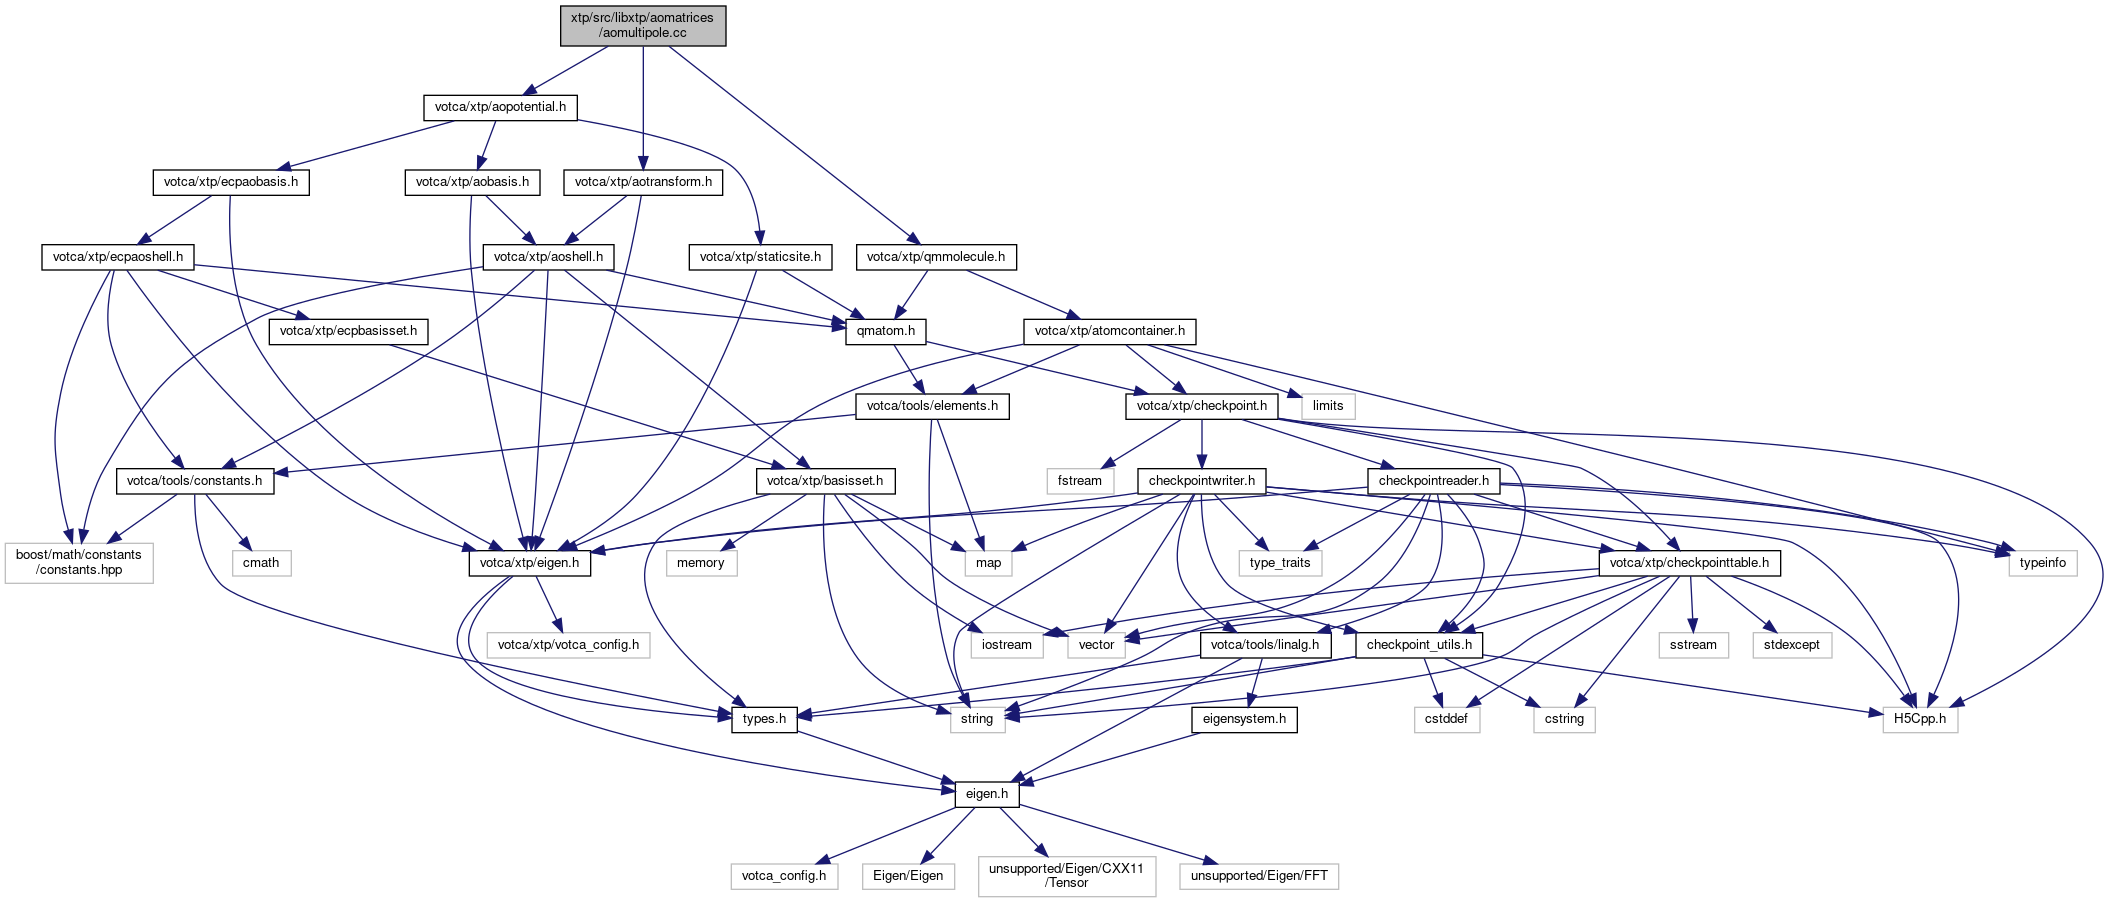 xtp/src/libxtp/aomatrices
/aomultipole.cc
votca/xtp/aopotential.h
votca/xtp/ecpaobasis.h
votca/xtp/aobasis.h
votca/xtp/aotransform.h
votca/xtp/ecpaoshell.h
votca/xtp/aoshell.h
votca/xtp/staticsite.h
votca/xtp/qmmolecule.h
votca/xtp/ecpbasisset.h
qmatom.h
votca/xtp/atomcontainer.h
votca/tools/elements.h
votca/xtp/checkpoint.h
limits
votca/tools/constants.h
votca/xtp/basisset.h
fstream
checkpointwriter.h
checkpointreader.h
boost/math/constants
/constants.hpp
cmath
votca/xtp/eigen.h
memory
map
type_traits
votca/xtp/checkpointtable.h
typeinfo
votca/xtp/votca_config.h
iostream
vector
votca/tools/linalg.h
checkpoint_utils.h
sstream
stdexcept
types.h
string
eigensystem.h
cstddef
cstring
H5Cpp.h
eigen.h
votca_config.h
Eigen/Eigen
unsupported/Eigen/CXX11
/Tensor
unsupported/Eigen/FFT